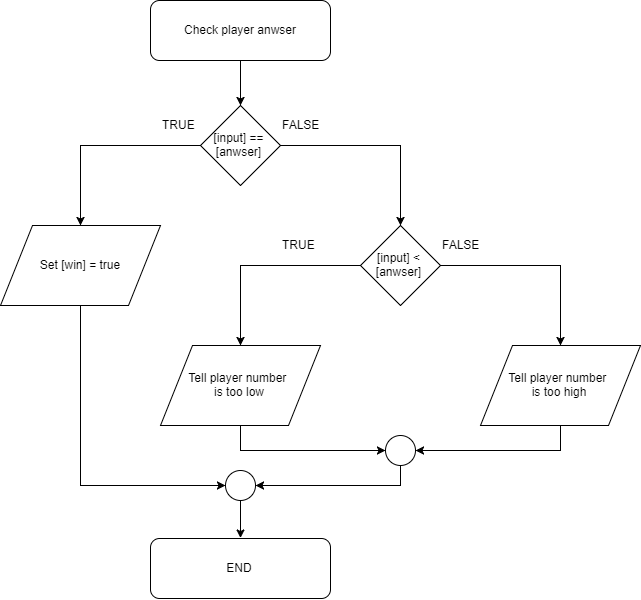 Check player anwser
TRUE
FALSE
[input] ==
[anwser]
Set [win] = true
TRUE
FALSE
[input] <
[anwser]
Tell player number
is too low
Tell player number
is too high
END